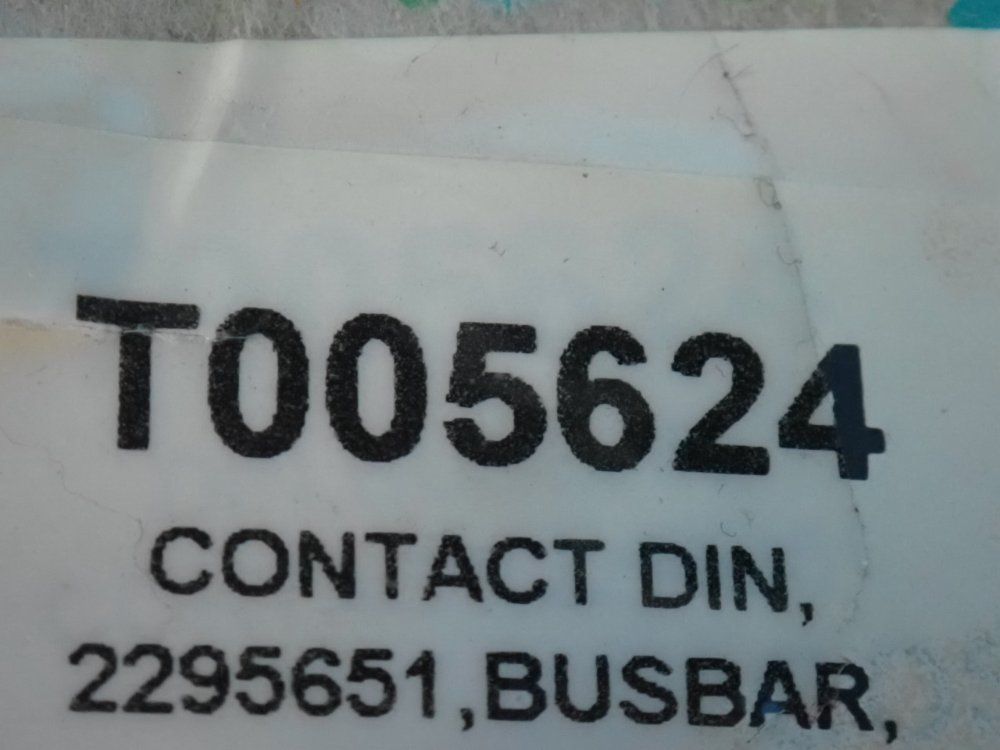 T005624
CONTACT DIN,
2295651,BUSBAR,